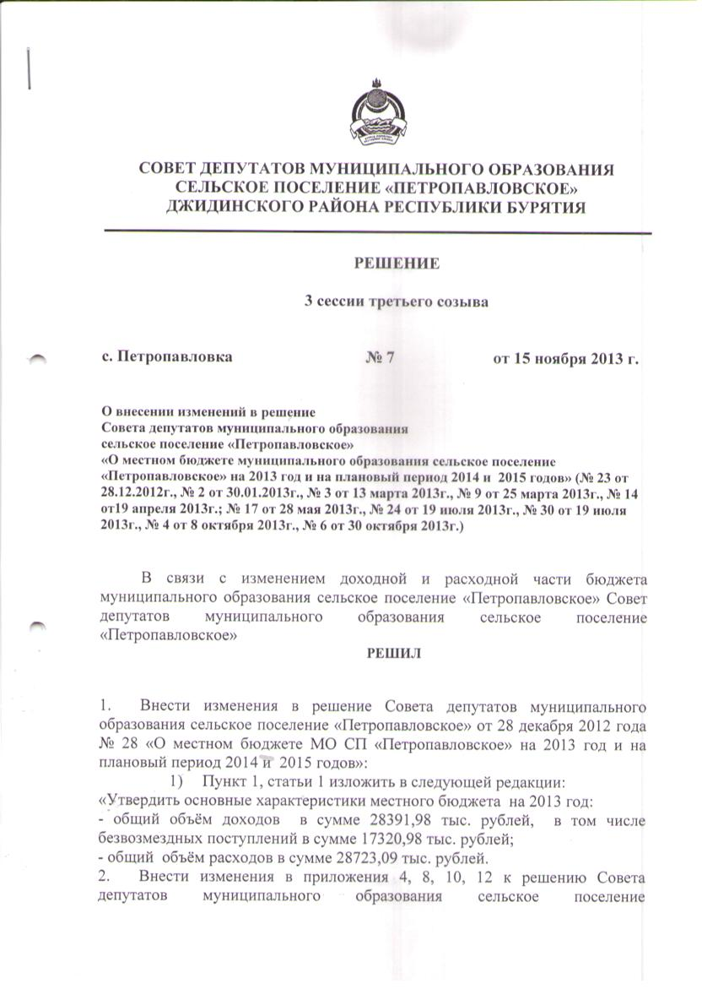 СОВЕТ ДЕПУТАТОВ МУНИЦИПАЛЬНОГО ОБРАЗОВАНИЯ
СЕЛЬСКОЕ ПОСЕЛЕНИЕ «ПЕТРОПАВЛОВСКОЕ»
ДЖИДИНСКОГО РАЙОНА РЕСПУБЛИКИ БУРЯТИЯ
РЕШЕНИЕ
3 сессии третьего созыва
с. Петропавловка № 7 от 15 ноября 2013 г.
О внесении изменений в решение
Совета депутатов муниципального образования
сельское поселение «Петропавловское»
«О местном бюджете муниципального образования сельское поселение
«Петропавловское» на 2013 год и на плановый период 2014 и 2015 годов» (№ 23 от
28.12.2012г., № 2 от 30.01.2013г., № 3 от 13 марта 2013г., № 9 от 25 марта 2013г., № 14
от19 апреля 2013г.; № 17 от 28 мая 2013г., № 24 от 19 июля 2013г., № 30 от 19 июля
2013г., № 4 от 8 октября 2013г., № 6 от 30 октября 2013г.)
В связи с изменением доходной и расходной части бюджета
муниципального образования сельское поселение «Петропавловское» Совет
депутатов муниципального образования сельское поселение
«Петропавловское»
РЕШИЛ
1. Внести изменения в решение Совета депутатов муниципального
образования сельское поселение «Петропавловское» от 28 декабря 2012 года
№ 28 «О местном бюджете МО СП «Петропавловское» на 2013 год и на
плановый период 2014 и 2015 годов»:
1) Пункт 1, статьи 1 изложить в следующей редакции:
«Утвердить основные характеристики местного бюджета на 2013 год:
- общий объём доходов в сумме 28391,98 тыс. рублей, в том числе
безвозмездных поступлений в сумме 17320,98 тыс. рублей;
- общий объём расходов в сумме 28723,09 тыс. рублей.
2. Внести изменения в приложения 4, 8, 10, 12 к решению Совета
депутатов муниципального образования сельское поселение